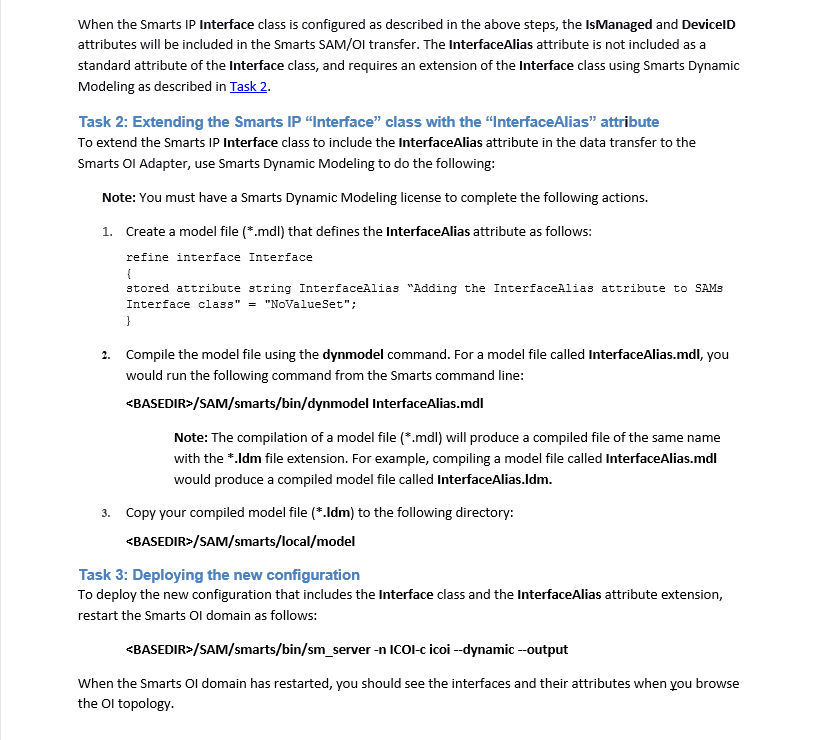 When the Smarts IP Interface class is configured as described in the above steps, the IsManaged and DeviceID
attributes will be included in the Smarts SAM/OI transfer. The InterfaceAlias attribute is not included as a
standard attribute of the Interface class, and requires an extension of the Interface class using Smarts Dynamic
Modeling as described in Task 2.
Task 2: Extending the Smarts IP “Interface” class with the “InterfaceAlias” attribute
To extend the Smarts IP Interface class to include the InterfaceAlias attribute in the data transfer to the
Smarts OI Adapter, use Smarts Dynamic Modeling to do the following:
Note: You must have a Smarts Dynamic Modeling license to complete the following actions.
1. Create a model file (*.mdl) that defines the InterfaceAlias attribute as follows:
refine interface Interface
{
stored attribute string InterfaceAlias “Adding the InterfaceAlias attribute to SAMs
Interface class" = "NoValueSet";
}
2. Compile the model file using the dynmodel command. For a model file called InterfaceAlias.mdl, you
would run the following command from the Smarts command line:
<BASEDIR>/SAM/smarts/bin/dynmodel InterfaceAlias.mdl
Note: The compilation of a model file (*.mdl) will produce a compiled file of the same name
with the *.ldm file extension. For example, compiling a model file called InterfaceAlias.mdl
would produce a compiled model file called InterfaceAlias.ldm.
3. Copy your compiled model file (*.ldm) to the following directory:
<BASEDIR>/SAM/smarts/local/model
Task 3: Deploying the new configuration
To deploy the new configuration that includes the Interface class and the InterfaceAlias attribute extension,
restart the Smarts OI domain as follows:
<BASEDIR>/SAM/smarts/bin/sm_server -n ICOI-c icoi --dynamic --output
When the Smarts OI domain has restarted, you should see the interfaces and their attributes when you browse
the OI topology.